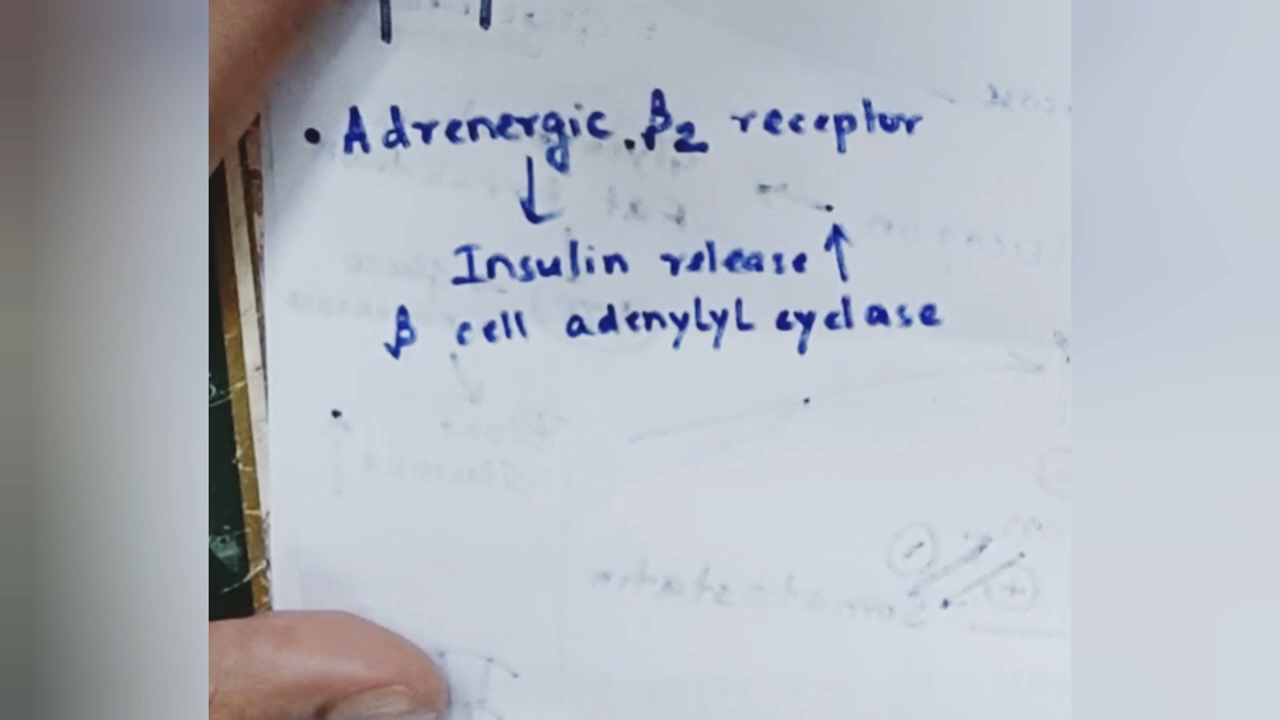 • Adrenergic β2 receptor
↓
Insulin release ↑
β cell adenylyl cyclase